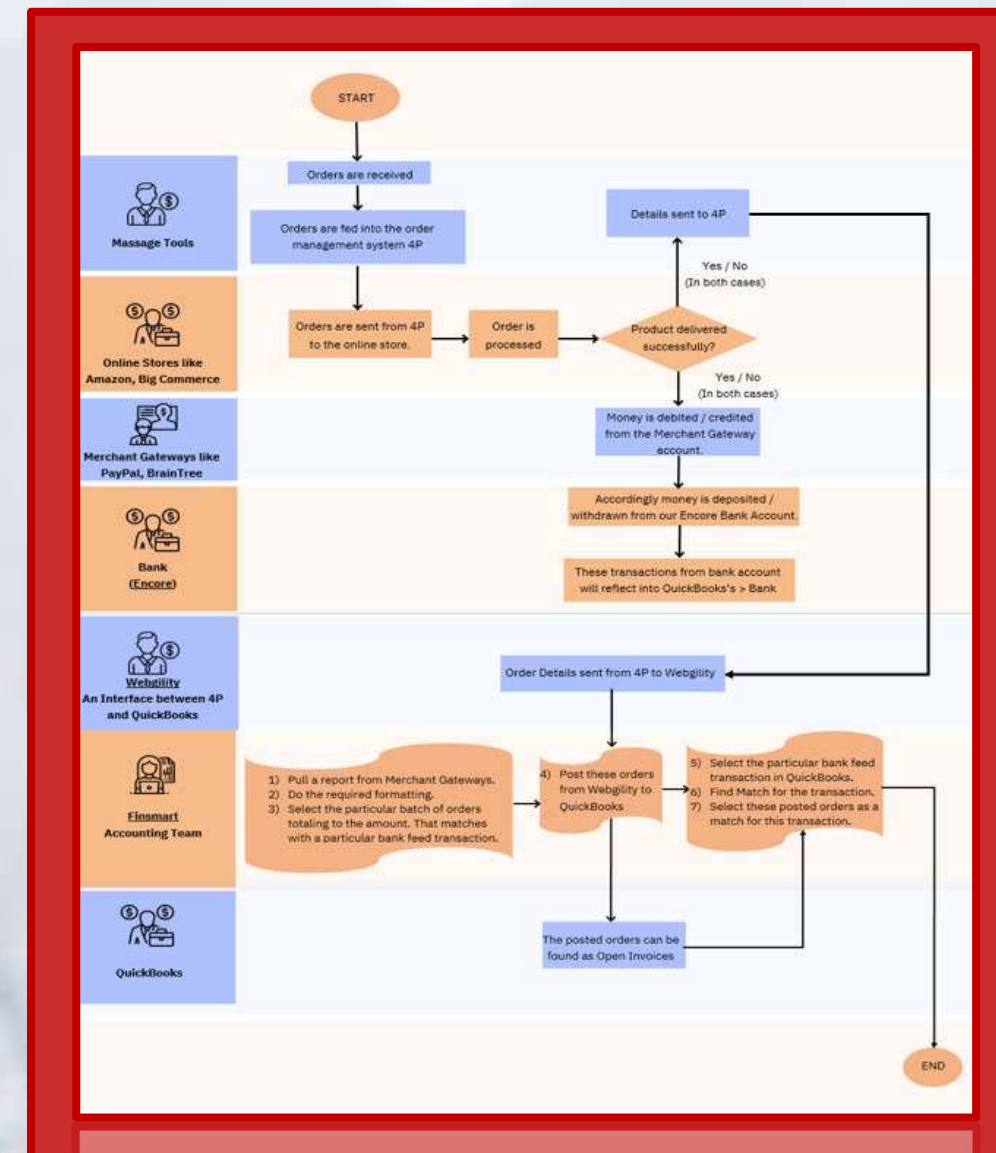 START
Orders are received
Orders are fed into the order
management system 4P
Details sent to 4P
Massage Tools
Yes / No
(In both cases)
Orders are sent from 4P
to the online store.
Order is
processed
Product delivered
successfully?
Online Stores like
Amazon, Big Commerce
Yes / No
(In both cases)
Money is debited / credited
from the Merchant Gateway
account.
Merchant Gateways like
PayPal, BrainTree
Accordingly money is deposited /
withdrawn from our Encore Bank Account.
These transactions from bank account
will reflect into QuickBooks's > Bank
Bank
(Encore)
Webgility
An Interface between 4P
and QuickBooks
Order Details sent from 4P to Webgility
1) Pull a report from Merchant Gateways.
2) Do the required formatting.
3) Select the particular batch of orders
totaling to the amount. That matches
with a particular bank feed transaction.
4) Post these orders
from Webgility to
QuickBooks
5) Select the particular bank feed
transaction in QuickBooks.
6) Find Match for the transaction.
7) Select these posted orders as a
match for this transaction.
Finsmart
Accounting Team
The posted orders can be
found as Open Invoices
QuickBooks
END